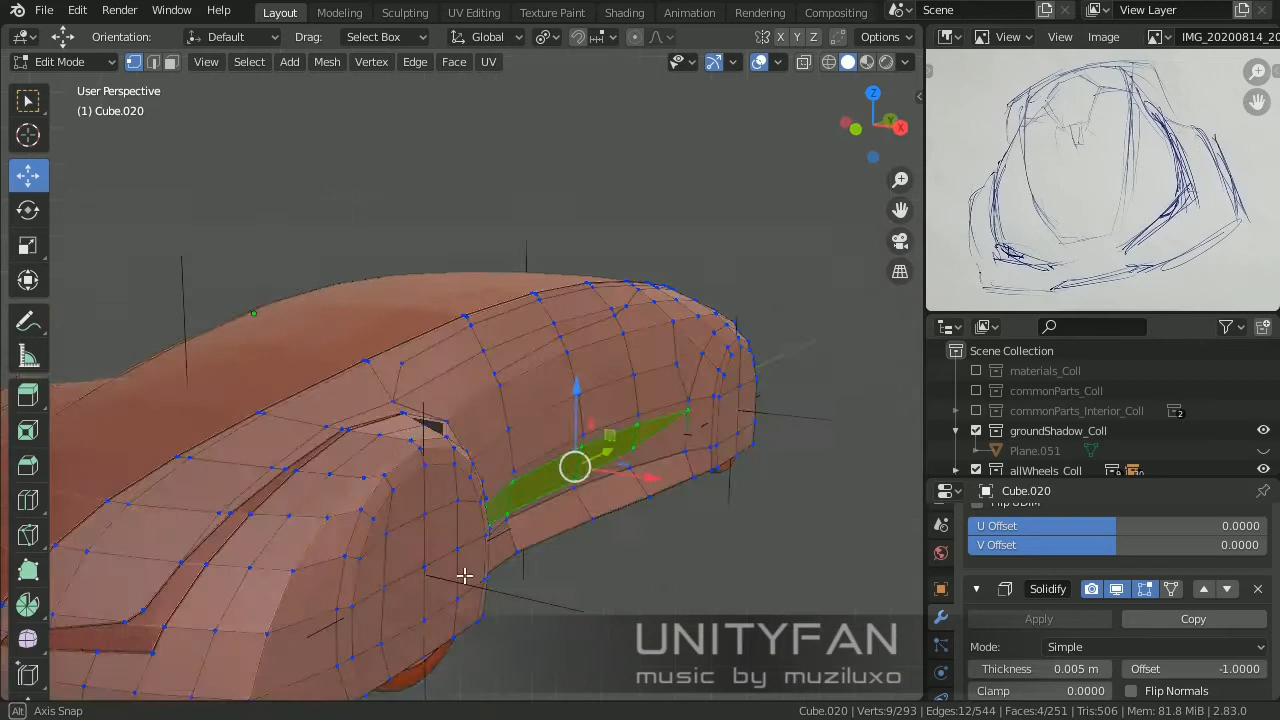 File Edit Render Window Help Layout Modeling Sculpting UV Editing Texture Paint Shading Animation Rendering Compositing Scene View Layer
Orientation: Default Drag: Select Box Global X Y Z Options View View Image IMG_20200814_20
Edit Mode View Select Add Mesh Vertex Edge Face UV
User Perspective
(1) Cube.020
Z
Y
X
Scene Collection
materials_Coll
commonParts_Coll
commonParts_Interior_Coll 2
groundShadow_Coll
Plane.051
allWheels_Coll
Cube.020
U Offset 0.0000
V Offset 0.0000
Solidify
Apply Copy
Mode: Simple
Thickness 0.005 m Offset -1.0000
Clamp 0.0000 Flip Normals
UNITYFAN
music by muziluxo
Alt Axis Snap Cube.020 | Verts:9/293 | Edges:12/544 | Faces:4/251 | Tris:506 | Mem: 81.8 MiB | 2.83.0